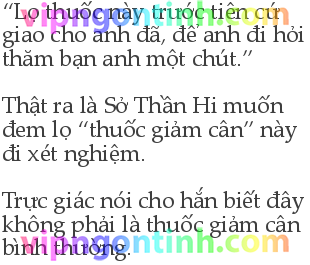 vipngontinh.com
“Lọ thuốc này trước tiên cứ
giao cho anh đã, để anh đi hỏi
thăm bạn anh một chút.”
Thật ra là Sở Thần Hi muốn
đem lọ “thuốc giảm cân” này
đi xét nghiệm.
Trực giác nói cho hắn biết đây
không phải là thuốc giảm cân
bình thường.
vipngontinh.com